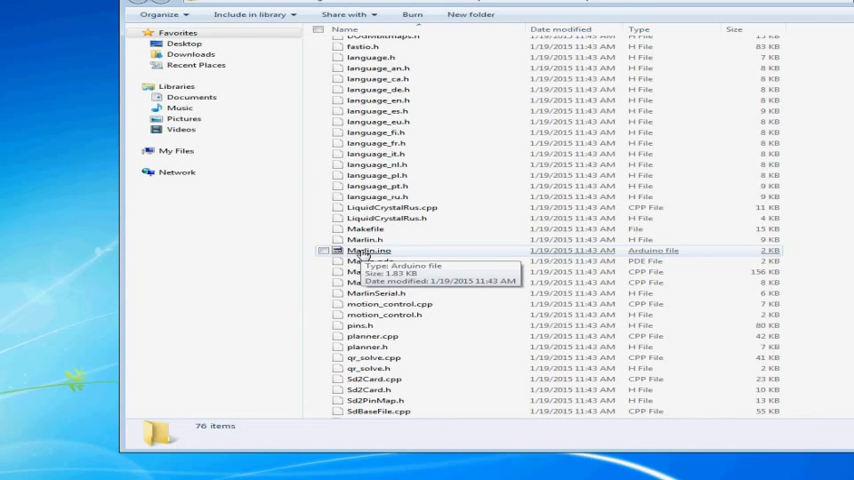 Organize Include in library Share with Burn New folder
Favorites
Desktop
Downloads
Recent Places
Libraries
Documents
Music
Pictures
Videos
My Files
Network
Name Date modified Type Size
DOGMbitmaps.h 1/19/2015 11:43 AM H File 15 KB
fastio.h 1/19/2015 11:43 AM H File 83 KB
language.h 1/19/2015 11:43 AM H File 7 KB
language_an.h 1/19/2015 11:43 AM H File 8 KB
language_ca.h 1/19/2015 11:43 AM H File 8 KB
language_de.h 1/19/2015 11:43 AM H File 8 KB
language_en.h 1/19/2015 11:43 AM H File 8 KB
language_es.h 1/19/2015 11:43 AM H File 9 KB
language_eu.h 1/19/2015 11:43 AM H File 8 KB
language_fi.h 1/19/2015 11:43 AM H File 8 KB
language_fr.h 1/19/2015 11:43 AM H File 8 KB
language_it.h 1/19/2015 11:43 AM H File 8 KB
language_nl.h 1/19/2015 11:43 AM H File 8 KB
language_pl.h 1/19/2015 11:43 AM H File 8 KB
language_pt.h 1/19/2015 11:43 AM H File 9 KB
language_ru.h 1/19/2015 11:43 AM H File 9 KB
LiquidCrystalRus.cpp 1/19/2015 11:43 AM CPP File 11 KB
LiquidCrystalRus.h 1/19/2015 11:43 AM H File 4 KB
Makefile 1/19/2015 11:43 AM File 15 KB
Marlin.h 1/19/2015 11:43 AM H File 9 KB
Marlin.ino 1/19/2015 11:43 AM Arduino file 2 KB
1/19/2015 11:43 AM PDE File 2 KB
Type: Arduino file
Size: 1.83 KB
Date modified: 1/19/2015 11:43 AM
1/19/2015 11:43 AM CPP File 156 KB
1/19/2015 11:43 AM CPP File 8 KB
MarlinSerial.h 1/19/2015 11:43 AM H File 6 KB
motion_control.cpp 1/19/2015 11:43 AM CPP File 7 KB
motion_control.h 1/19/2015 11:43 AM H File 2 KB
pins.h 1/19/2015 11:43 AM H File 80 KB
planner.cpp 1/19/2015 11:43 AM CPP File 42 KB
planner.h 1/19/2015 11:43 AM H File 7 KB
qr_solve.cpp 1/19/2015 11:43 AM CPP File 41 KB
qr_solve.h 1/19/2015 11:43 AM H File 2 KB
Sd2Card.cpp 1/19/2015 11:43 AM CPP File 23 KB
Sd2Card.h 1/19/2015 11:43 AM H File 10 KB
Sd2PinMap.h 1/19/2015 11:43 AM H File 13 KB
SdBaseFile.cpp 1/19/2015 11:43 AM CPP File 55 KB
76 items